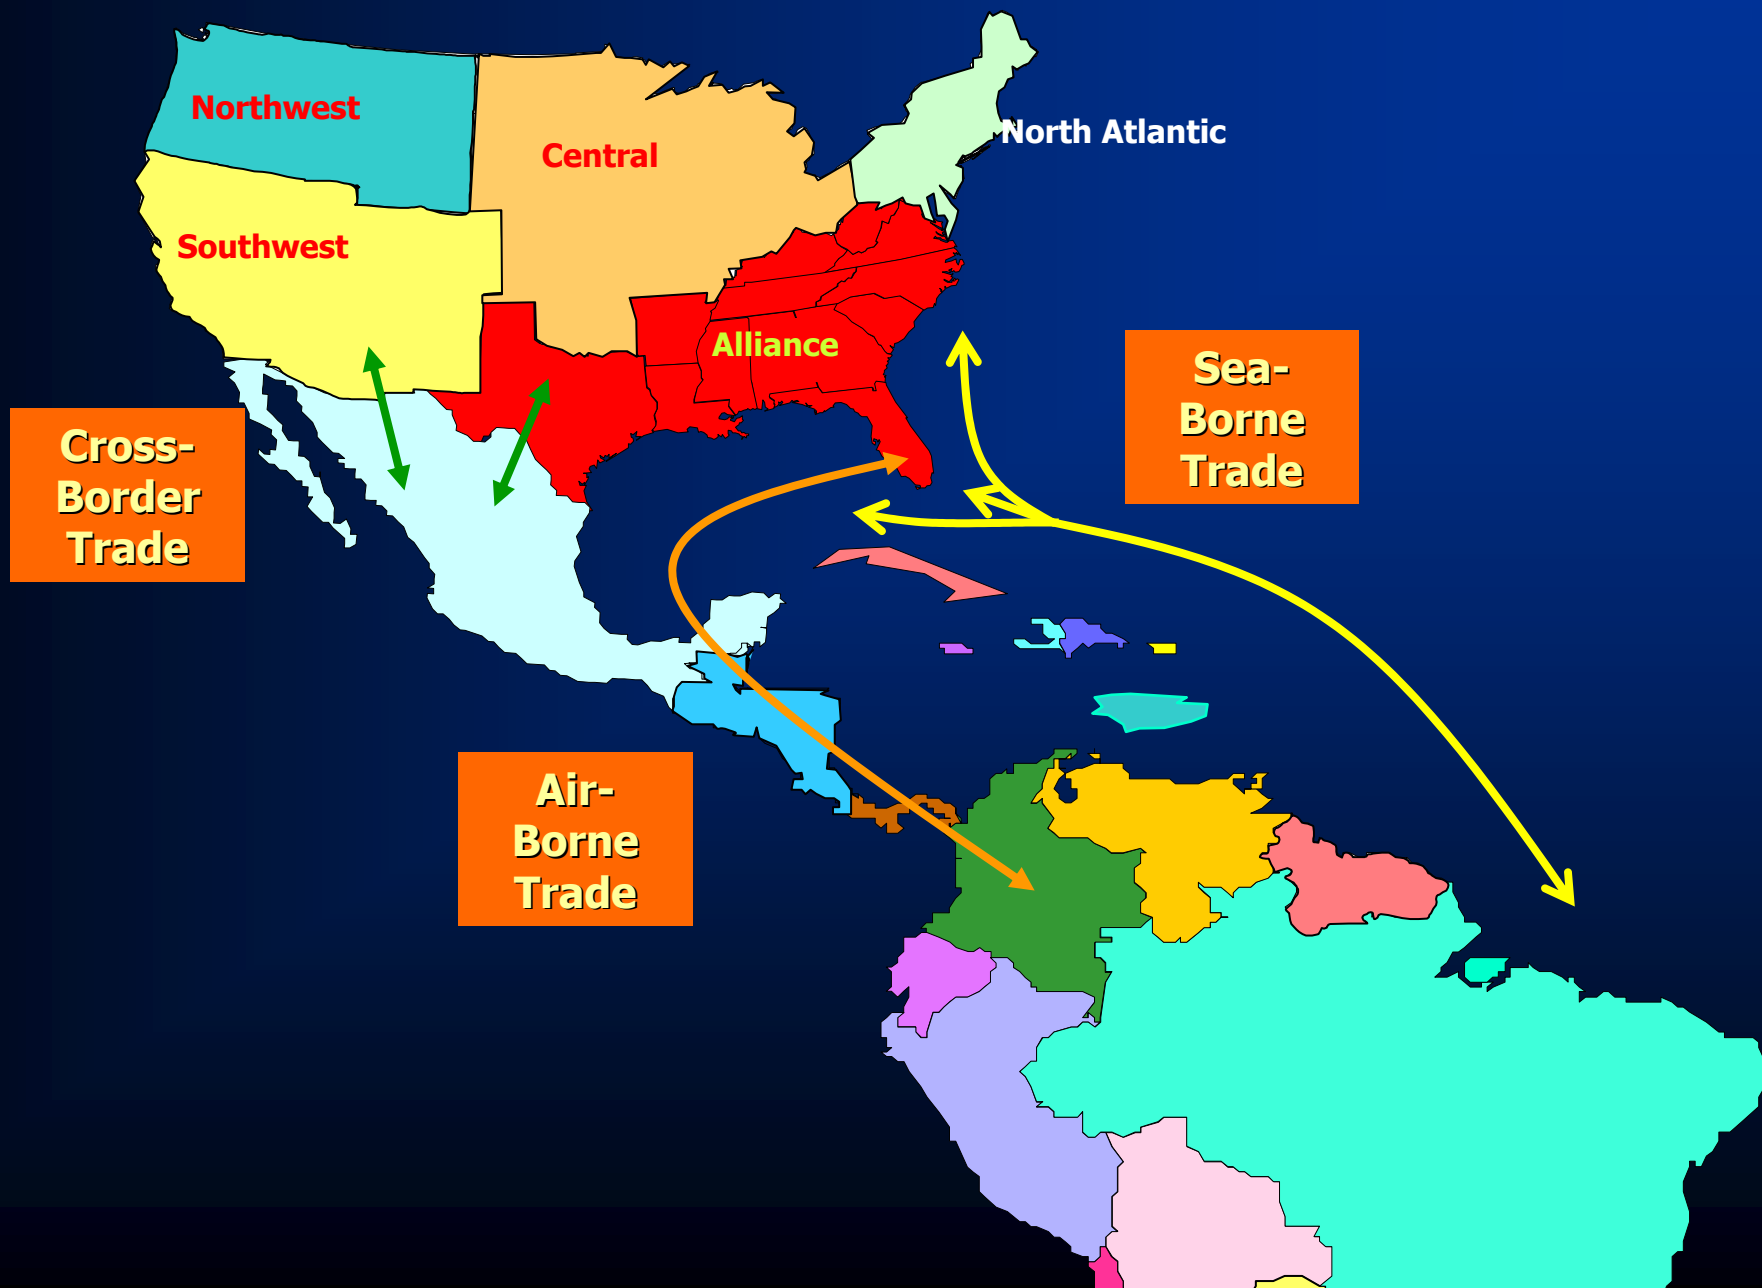 Northwest
Central
North Atlantic
Southwest
Alliance
Sea-
Borne
Trade
Cross-
Border
Trade
Air-
Borne
Trade